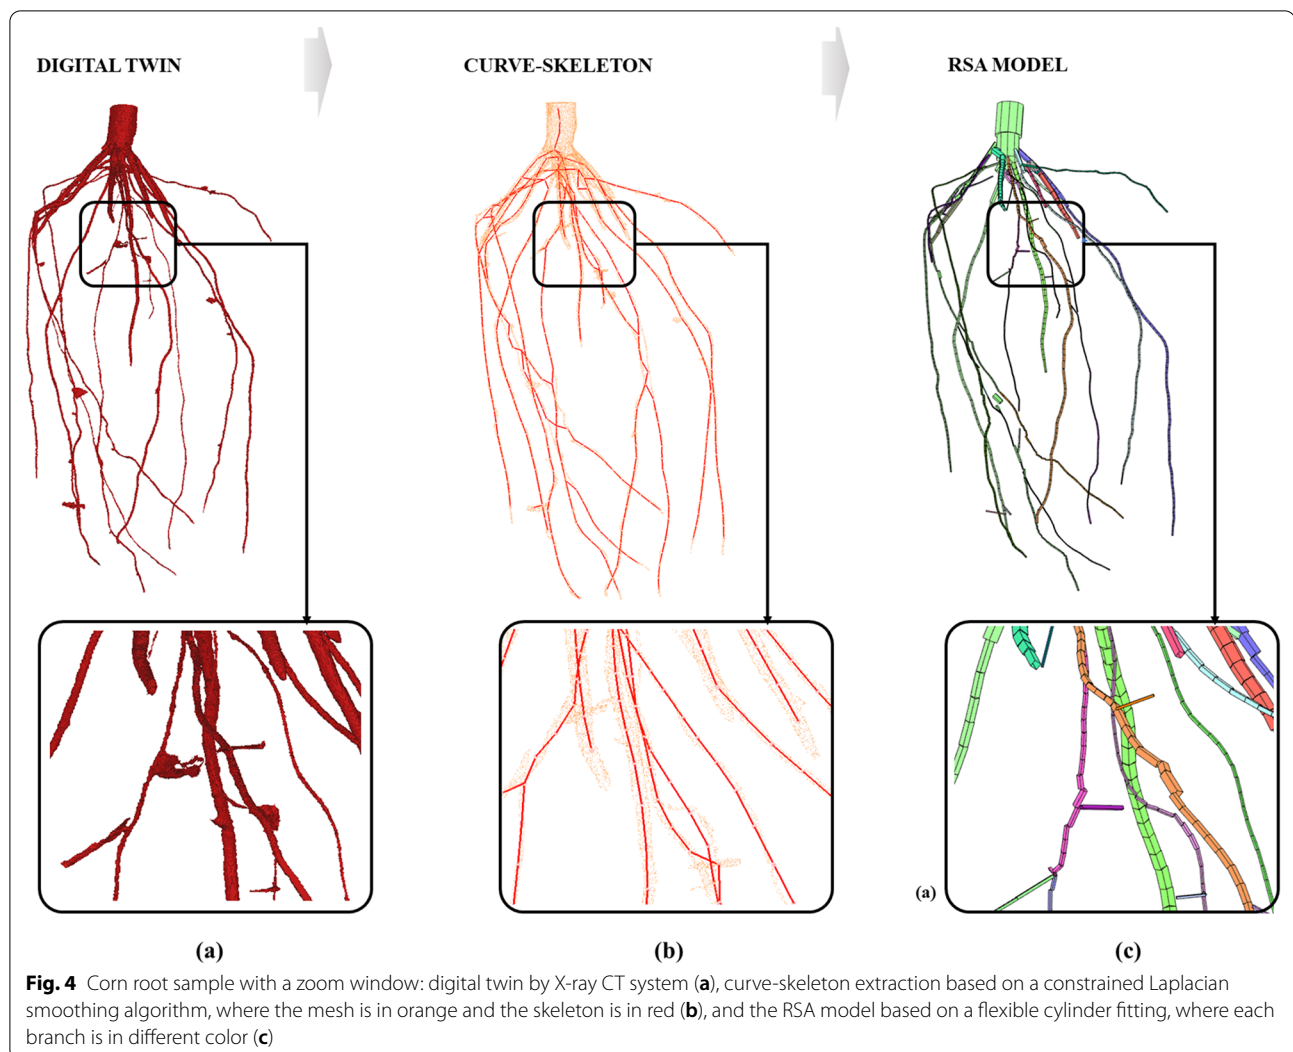 DIGITAL TWIN
CURVE-SKELETON
RSA MODEL
(a)
(a)
(b)
(c)
Fig. 4 Corn root sample with a zoom window: digital twin by X-ray CT system (a), curve-skeleton extraction based on a constrained Laplacian
smoothing algorithm, where the mesh is in orange and the skeleton is in red (b), and the RSA model based on a flexible cylinder fitting, where each
branch is in different color (c)